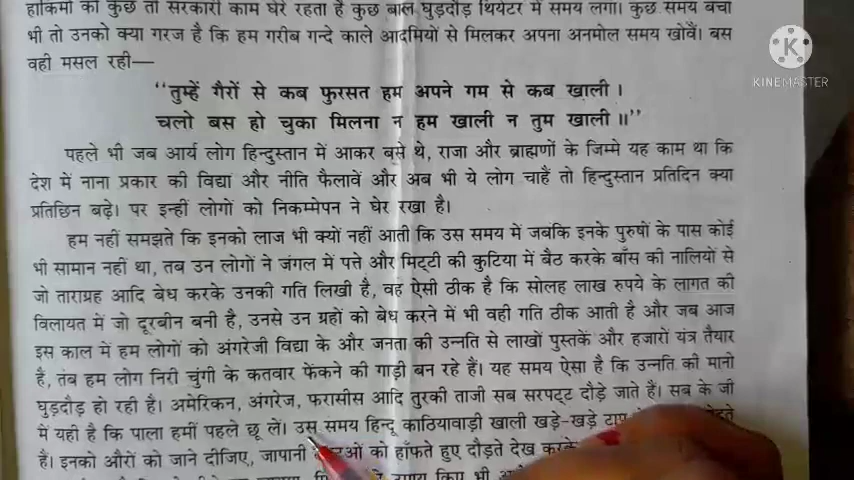 हाकिमों को कुछ तो सरकारी काम घेरे रहता है कुछ बाल घुड़दौड़ थियेटर में समय लगा। कुछ समय बचा
भी तो उनको क्या गरज है कि हम गरीब गन्दे काले आदमियों से मिलकर अपना अनमोल समय खोवैं। बस
वही मसल रही—
“तुम्हें गैरों से कब फुरसत हम अपने गम से कब खाली।
चलो बस हो चुका मिलना न हम खाली न तुम खाली॥”
पहले भी जब आर्य लोग हिन्दुस्तान में आकर बसे थे, राजा और ब्राह्मणों के जिम्मे यह काम था कि
देश में नाना प्रकार की विद्या और नीति फैलावें और अब भी ये लोग चाहैं तो हिन्दुस्तान प्रतिदिन क्या
प्रतिछिन बढ़े। पर इन्हीं लोगों को निकम्मेपन ने घेर रखा है।
हम नहीं समझते कि इनको लाज भी क्यों नहीं आती कि उस समय में जबकि इनके पुरुषों के पास कोई
भी सामान नहीं था, तब उन लोगों ने जंगल में पत्ते और मिट्टी की कुटिया में बैठ करके बाँस की नालियों से
जो ताराग्रह आदि बेध करके उनकी गति लिखी है, वह ऐसी ठीक है कि सोलह लाख रुपये के लागत की
विलायत में जो दूरबीन बनी है, उनसे उन ग्रहों को बेध करने में भी वही गति ठीक आती है और जब आज
इस काल में हम लोगों को अंगरेजी विद्या के और जनता की उन्नति से लाखों पुस्तकें और हजारों यंत्र तैयार
हैं, तब हम लोग निरी चुंगी के कतवार फेंकने की गाड़ी बन रहे हैं। यह समय ऐसा है कि उन्नति की मानो
घुड़दौड़ हो रही है। अमेरिकन, अंगरेज, फरासीस आदि तुरकी ताजी सब सरपट्ट दौड़े जाते हैं। सब के जी
में यही है कि पाला हमीं पहले छू लें। उस समय हिन्दू काठियावाड़ी खाली खड़े-खड़े
हैं। इनको औरों को जाने दीजिए, जापानी को हाँफते हुए दौड़ते देख करके
KINEMASTER